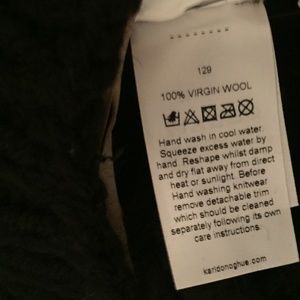 129
100% VIRGIN WOOL
Hand wash in cool water.
Squeeze excess water by
hand. Reshape whilst damp
and dry flat away from direct
heat or sunlight. Before
Hand washing knitwear
remove detachable trim
which should be cleaned
separately following its own
care instructions.
karldonoghue.com